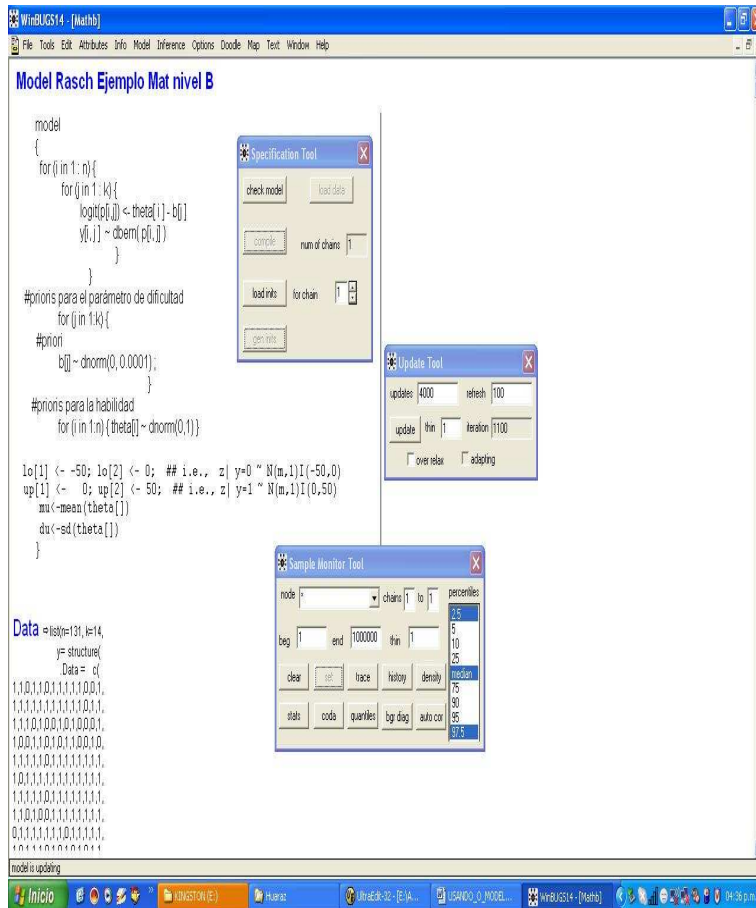 WinBUGS14 - [Mathb]
File Tools Edit Attributes Info Model Inference Options Doodle Map Text Window Help
Model Rasch Ejemplo Mat nivel B
model
{
for (i in 1 : n) {
for (j in 1 : k) {
logit(p[i,j]) <- theta[ i ] - b[j]
y[i, j] ~ dbern( p[i, j] )
}
}
#prioris para el parámetro de dificultad
for (j in 1:k) {
#priori
b[j] ~ dnorm(0, 0.0001) ;
}
#prioris para la habilidad
for (i in 1:n) { theta[i] ~ dnorm(0,1) }
lo[1] <- -50; lo[2] <- 0; ## i.e., z| y=0 ~ N(m,1)I(-50,0)
up[1] <- 0; up[2] <- 50; ## i.e., z| y=1 ~ N(m,1)I(0,50)
mu<-mean(theta[])
du<-sd(theta[])
}
Data ⇨ list(n=131, k=14,
y= structure(
.Data = c(
1,1,0,1,1,0,1,1,1,1,1,0,0,1,
1,1,1,1,1,1,1,1,1,1,1,0,1,1,
1,1,1,0,1,0,0,1,0,1,0,0,0,1,
1,0,0,1,1,0,1,0,1,1,0,0,1,0,
1,1,1,1,1,0,1,1,1,1,1,1,1,1,
1,0,1,1,1,1,1,1,1,1,1,1,1,1,
1,1,1,1,0,1,1,1,1,1,1,1,1,1,
1,1,0,1,0,0,1,1,1,1,1,1,1,1,
0,1,1,1,1,1,1,1,0,1,1,1,1,1,
Specification Tool
check model load data
compile num of chains 1
load inits for chain 1
gen inits
Update Tool
updates 4000 refresh 100
update thin 1 iteration 1100
over relax adapting
Sample Monitor Tool
node * chains 1 to 1 percentiles
beg 1 end 1000000 thin 1
clear set trace history density
stats coda quantiles bgr diag auto cor
2.5
5
10
25
median
75
90
95
97.5
model is updating
Inicio KINGSTON (E:) Huaraz UltraEdit-32 - [E:\A... USANDO_O_MODEL... WinBUGS14 - [Mathb] 04:36 p.m.